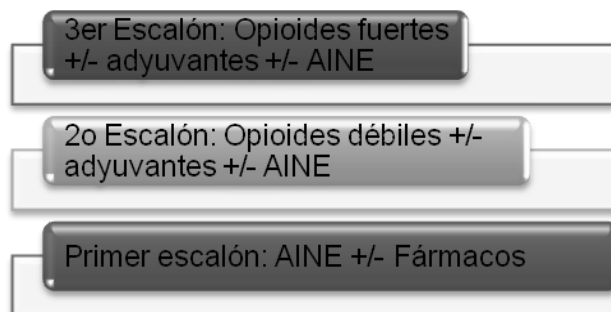 3er Escalón: Opioides fuertes
+/- adyuvantes +/- AINE
2o Escalón: Opioides débiles +/-
adyuvantes +/- AINE
Primer escalón: AINE +/- Fármacos